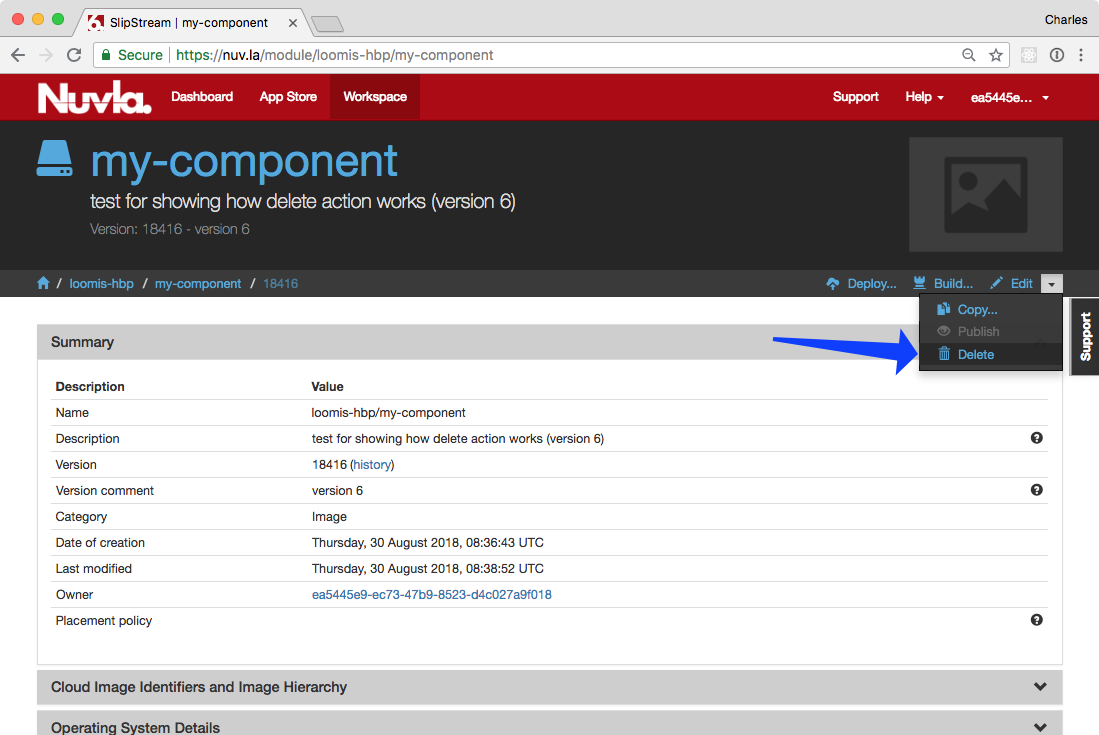 SlipStream | my-component
Charles
Secure https://nuv.la/module/loomis-hbp/my-component
Nuvla. Dashboard App Store Workspace Support Help ea5445e...
my-component
test for showing how delete action works (version 6)
Version: 18416 - version 6
/ loomis-hbp / my-component / 18416 Deploy... Build... Edit
Copy...
Publish
Delete
Support
Summary
Description Value
Name loomis-hbp/my-component
Description test for showing how delete action works (version 6)
Version 18416 (history)
Version comment version 6
Category Image
Date of creation Thursday, 30 August 2018, 08:36:43 UTC
Last modified Thursday, 30 August 2018, 08:38:52 UTC
Owner ea5445e9-ec73-47b9-8523-d4c027a9f018
Placement policy
Cloud Image Identifiers and Image Hierarchy
Operating System Details